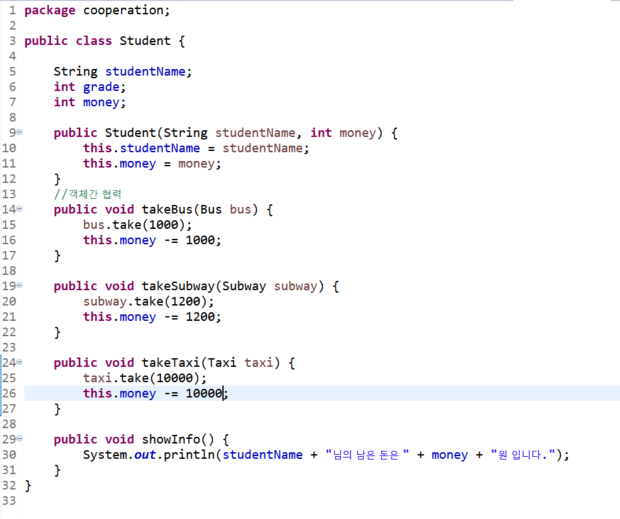 1 package cooperation;
2
3 public class Student {
4
5     String studentName;
6     int grade;
7     int money;
8
9     public Student(String studentName, int money) {
10         this.studentName = studentName;
11         this.money = money;
12     }
13     //객체간 협력
14     public void takeBus(Bus bus) {
15         bus.take(1000);
16         this.money -= 1000;
17     }
18
19     public void takeSubway(Subway subway) {
20         subway.take(1200);
21         this.money -= 1200;
22     }
23
24     public void takeTaxi(Taxi taxi) {
25         taxi.take(10000);
26         this.money -= 10000;
27     }
28
29     public void showInfo() {
30         System.out.println(studentName + "님의 남은 돈은 " + money + "원 입니다.");
31     }
32 }
33